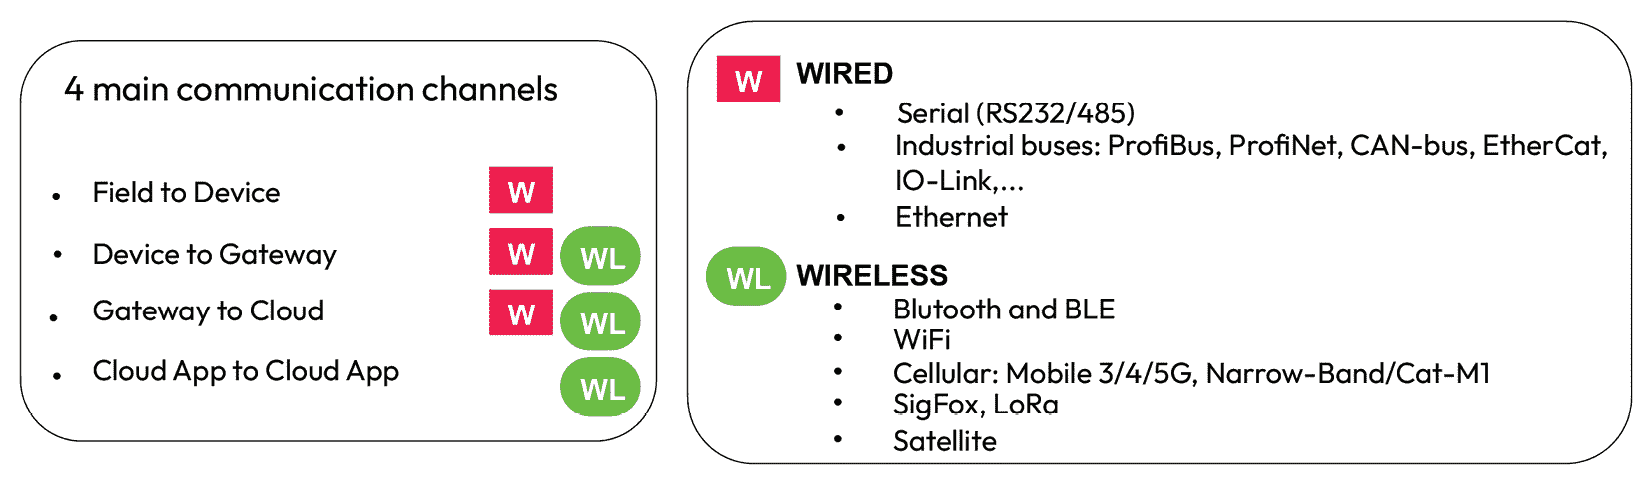 4 main communication channels
• Field to Device W
• Device to Gateway W WL
• Gateway to Cloud W WL
• Cloud App to Cloud App WL
W WIRED
• Serial (RS232/485)
• Industrial buses: ProfiBus, ProfiNet, CAN-bus, EtherCat,
IO-Link,...
• Ethernet
WL WIRELESS
• Blutooth and BLE
• WiFi
• Cellular: Mobile 3/4/5G, Narrow-Band/Cat-M1
• SigFox, LoRa
• Satellite